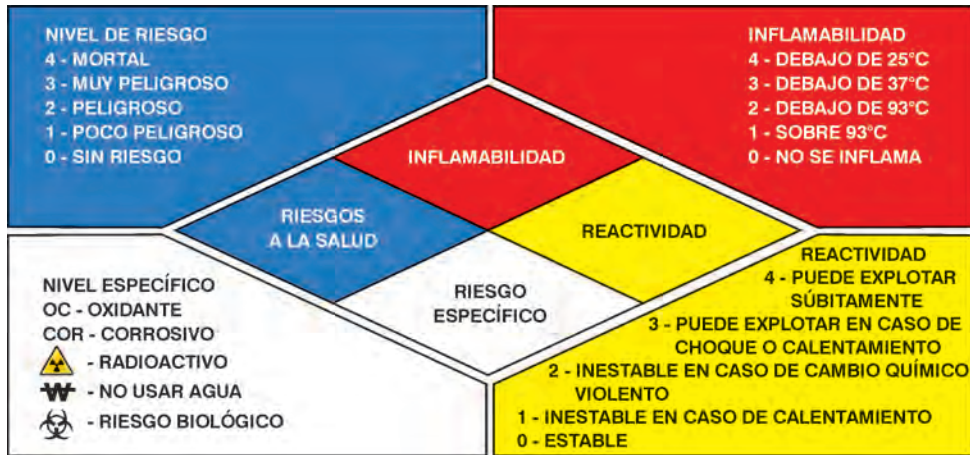 NIVEL DE RIESGO
4 - MORTAL
3 - MUY PELIGROSO
2 - PELIGROSO
1 - POCO PELIGROSO
0 - SIN RIESGO
INFLAMABILIDAD
4 - DEBAJO DE 25°C
3 - DEBAJO DE 37°C
2 - DEBAJO DE 93°C
1 - SOBRE 93°C
0 - NO SE INFLAMA
INFLAMABILIDAD
RIESGOS
A LA SALUD
REACTIVIDAD
RIESGO
ESPECÍFICO
NIVEL ESPECÍFICO
OC - OXIDANTE
COR - CORROSIVO
- RADIOACTIVO
W - NO USAR AGUA
- RIESGO BIOLÓGICO
REACTIVIDAD
4 - PUEDE EXPLOTAR
SÚBITAMENTE
3 - PUEDE EXPLOTAR EN CASO DE
CHOQUE O CALENTAMIENTO
2 - INESTABLE EN CASO DE CAMBIO QUÍMICO
VIOLENTO
1 - INESTABLE EN CASO DE CALENTAMIENTO
0 - ESTABLE